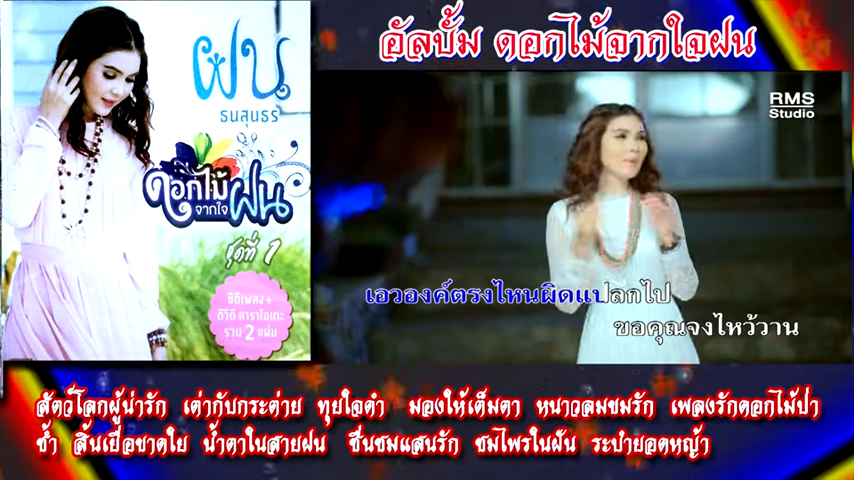 อัลบั้ม ดอกไม้จากใจฝน
ฝน
ธนสุนธร
ดอกไม้
จากใจ
ฝน
ชุดที่ 1
ซีดีเพลง+
ดีวีดี คาราโอเกะ
รวม 2 แผ่น
RMS
Studio
เอวองค์ตรงไหนผิดแปลกไป
ขอคุณจงไหว้วาน
สัตว์โลกผู้น่ารัก เต่ากับกระต่าย ทุยใจดำ มองให้เต็มตา หนาวลมชมรัก เพลงรักดอกไม้ป่า
ช้ำ สิ้นเยื่อขาดใย น้ำตาในสายฝน ชื่นชมแสนรัก ชมไพรในฝัน ระบำยอดหญ้า